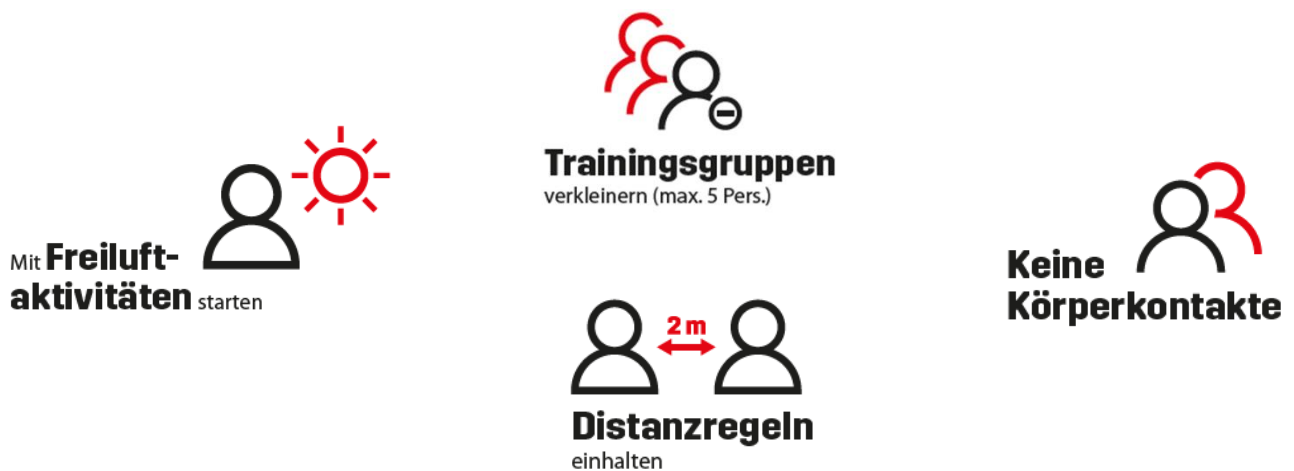 Trainingsgruppen
verkleinern (max. 5 Pers.)
Mit Freiluft-
aktivitäten starten
Keine
Körperkontakte
2 m
Distanzregeln
einhalten